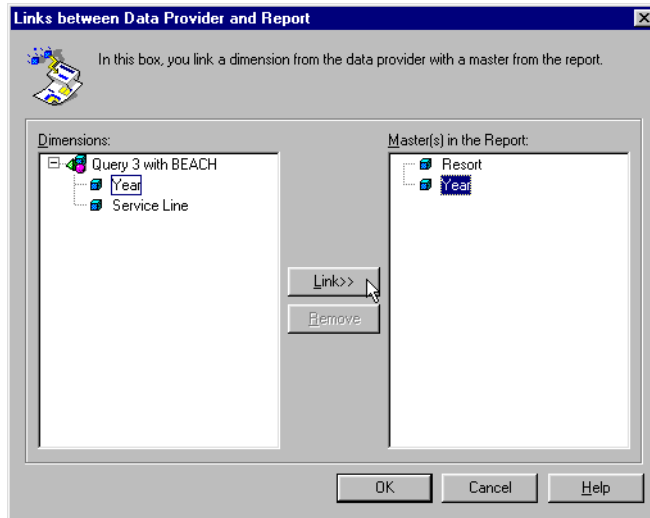 Links between Data Provider and Report
In this box, you link a dimension from the data provider with a master from the report.
Dimensions:
Query 3 with BEACH
Year
Service Line
Master(s) in the Report:
Resort
Year
Link>>
Remove
OK
Cancel
Help